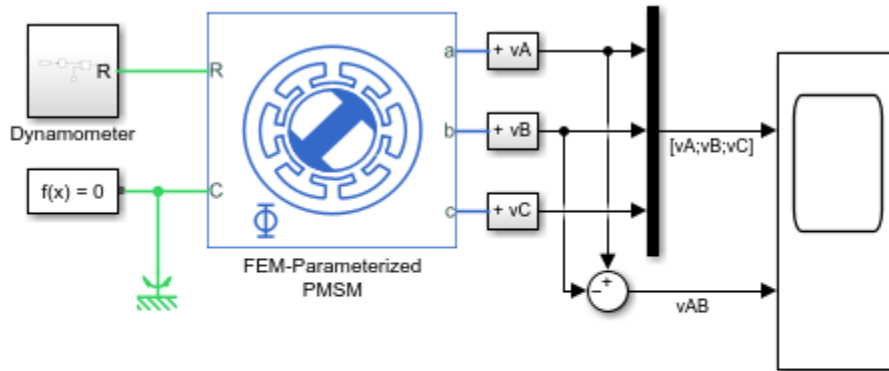 R
Dynamometer
f(x) = 0
R
C
a
b
c
Φ
FEM-Parameterized
PMSM
+ vA
+ vB
+ vC
[vA;vB;vC]
+
−
vAB